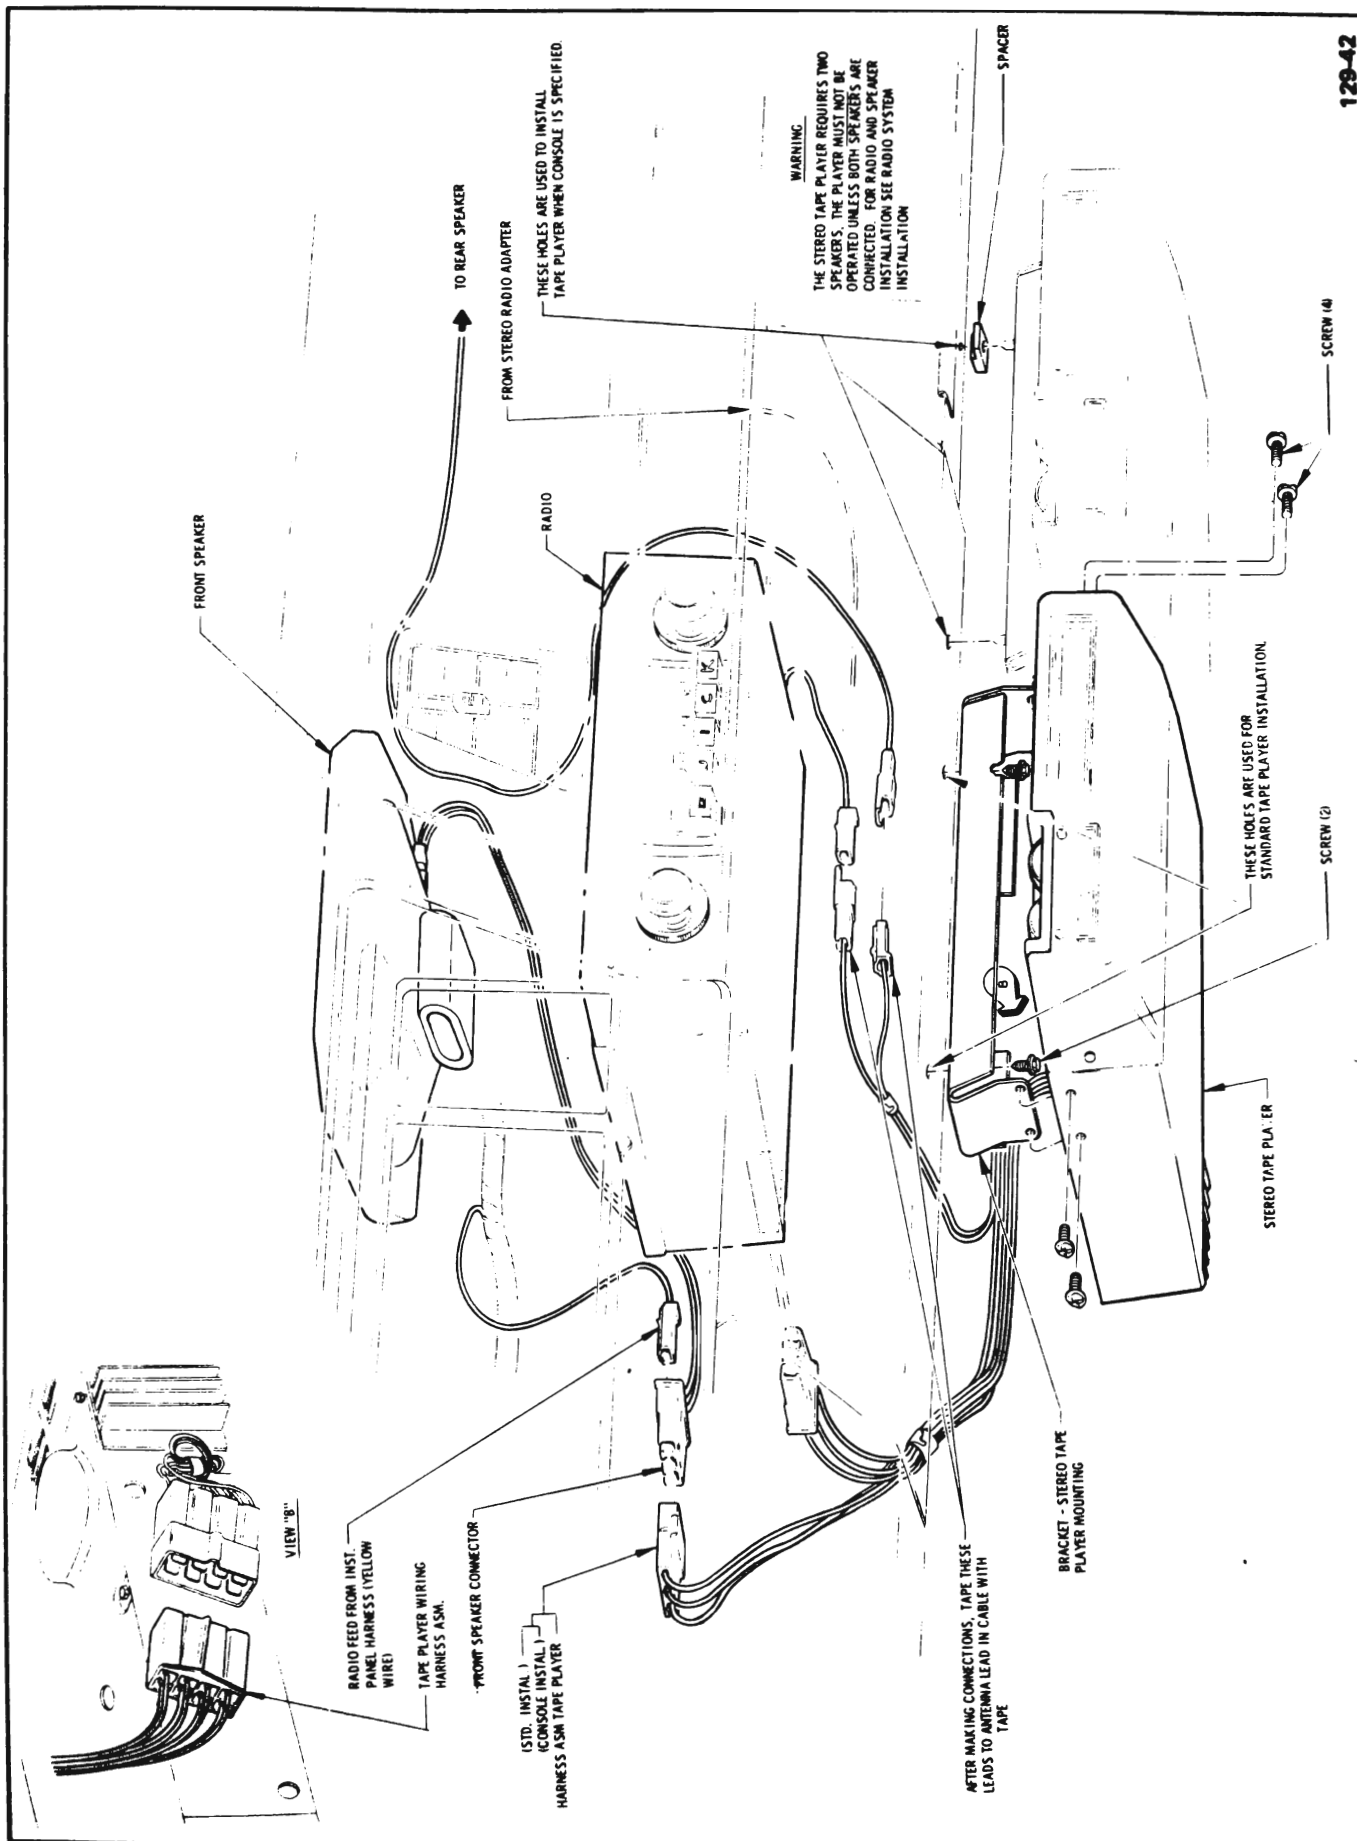 129-42
FRONT SPEAKER
TO REAR SPEAKER
RADIO
FROM STEREO RADIO ADAPTER
THESE HOLES ARE USED TO INSTALL
TAPE PLAYER WHEN CONSOLE IS SPECIFIED.
WARNING
THE STEREO TAPE PLAYER REQUIRES TWO
SPEAKERS, THE PLAYER MUST NOT BE
OPERATED UNLESS BOTH SPEAKERS ARE
CONNECTED. FOR RADIO AND SPEAKER
INSTALLATION SEE RADIO SYSTEM
INSTALLATION
SPACER
SCREW (4)
VIEW "B"
RADIO FEED FROM INST.
PANEL HARNESS (YELLOW
WIRE)
TAPE PLAYER WIRING
HARNESS ASM.
FRONT SPEAKER CONNECTOR
(STD. INSTAL )
(CONSOLE INSTAL )
HARNESS ASM TAPE PLAYER
BUICK
B
AFTER MAKING CONNECTIONS, TAPE THESE
LEADS TO ANTENNA LEAD IN CABLE WITH
TAPE
BRACKET - STEREO TAPE
PLAYER MOUNTING
STEREO TAPE PLAYER
THESE HOLES ARE USED FOR
STANDARD TAPE PLAYER INSTALLATION.
SCREW (2)